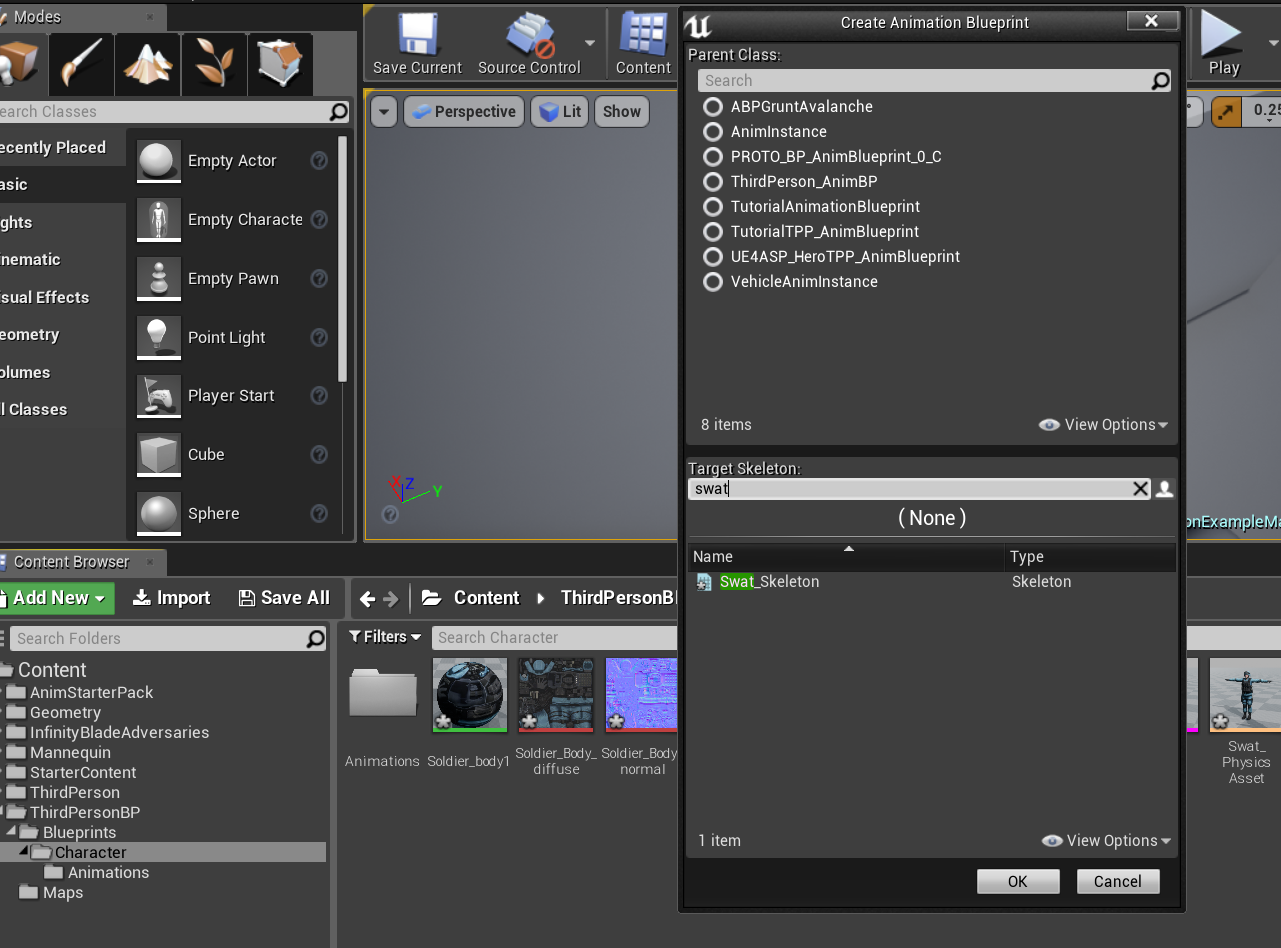 Modes
Save Current
Source Control
Content
Create Animation Blueprint
Play
earch Classes
Perspective
Lit
Show
0.25
ecently Placed
asic
ghts
nematic
isual Effects
eometry
olumes
ll Classes
Empty Actor
Empty Characte
Empty Pawn
Point Light
Player Start
Cube
Sphere
X
Z
Y
Parent Class:
Search
ABPGruntAvalanche
AnimInstance
PROTO_BP_AnimBlueprint_0_C
ThirdPerson_AnimBP
TutorialAnimationBlueprint
TutorialTPP_AnimBlueprint
UE4ASP_HeroTPP_AnimBlueprint
VehicleAnimInstance
8 items
View Options
Target Skeleton:
swat
( None )
Name
Type
Swat_Skeleton
Skeleton
1 item
View Options
OK
Cancel
onExampleMa
Content Browser
Add New
Import
Save All
Content
ThirdPersonB
Search Folders
Filters
Search Character
Content
AnimStarterPack
Geometry
InfinityBladeAdversaries
Mannequin
StarterContent
ThirdPerson
ThirdPersonBP
Blueprints
Character
Animations
Maps
Animations
Soldier_body1
Soldier_Body_
diffuse
Soldier_Body
normal
Swat_
Physics
Asset